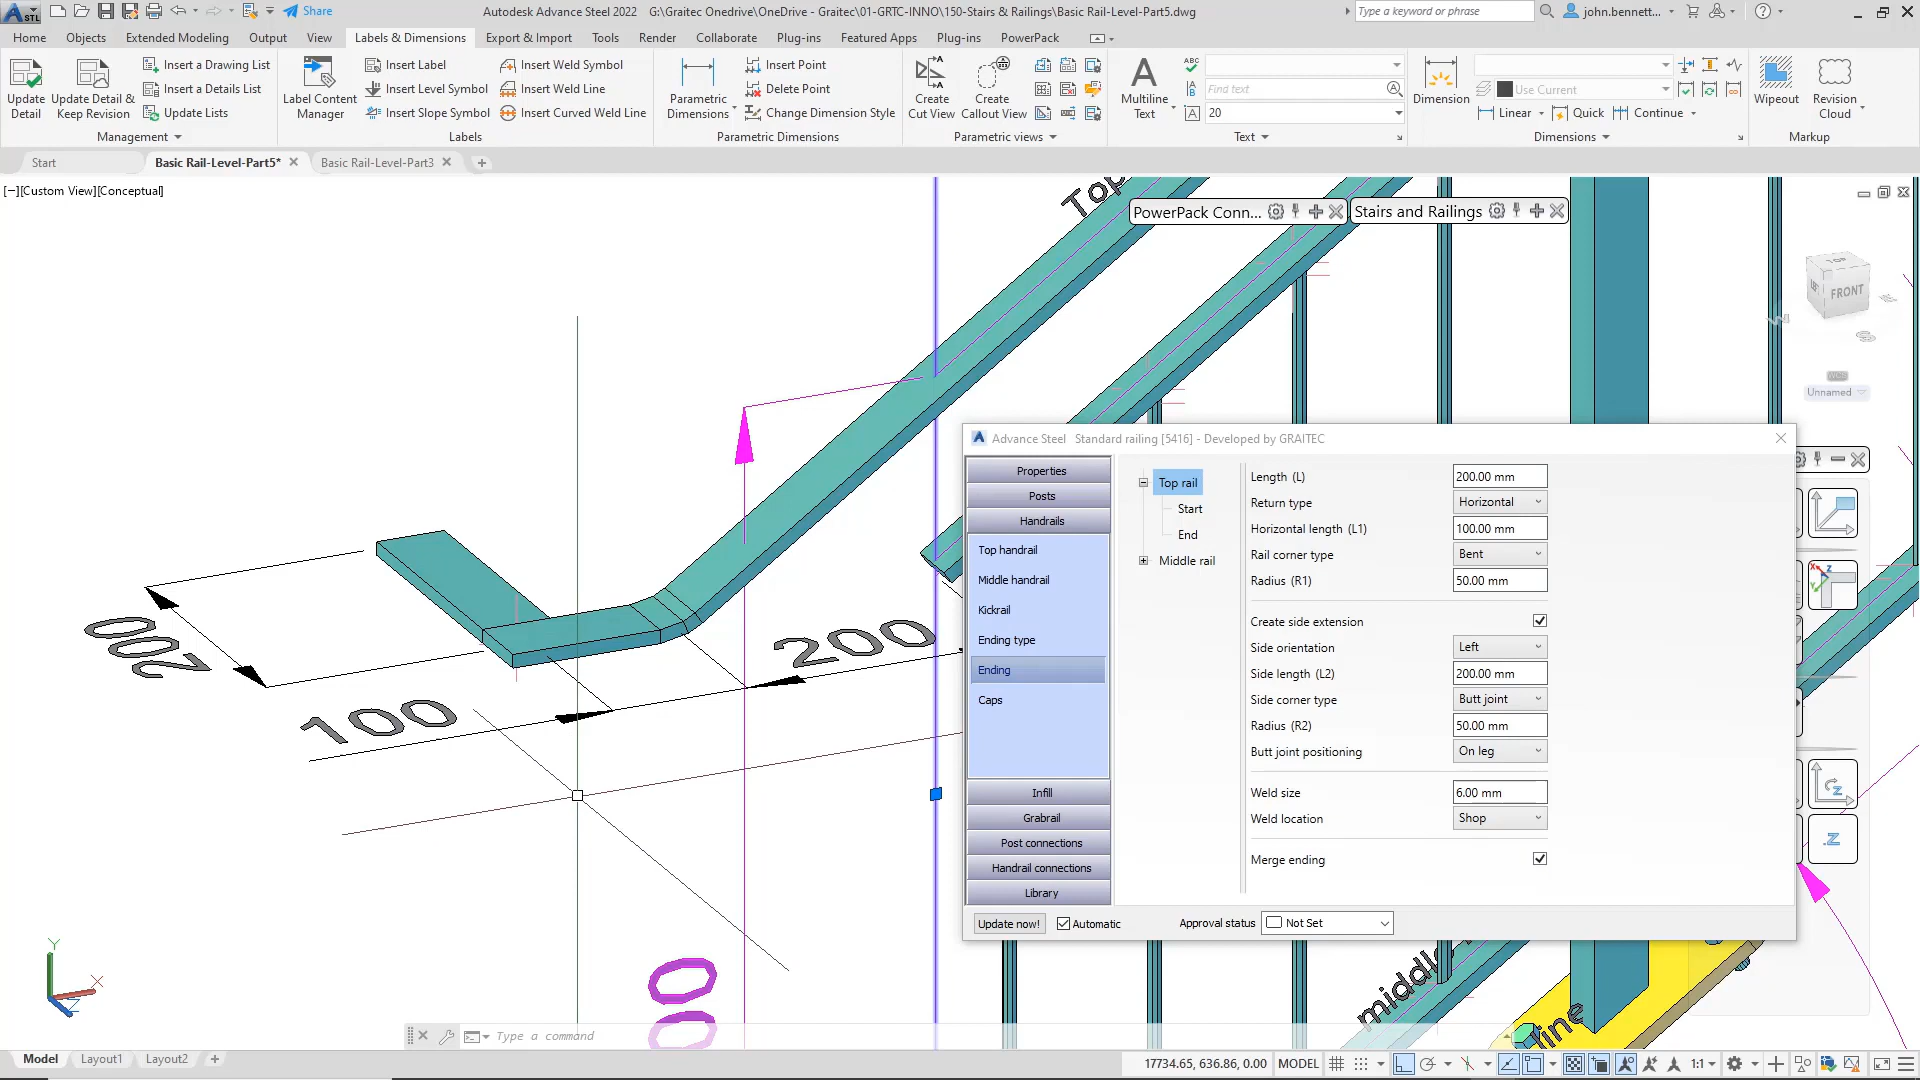 STL
Share
Autodesk Advance Steel 2022 G:\Graitec Onedrive\OneDrive - Graitec\01-GRTC-INNO\150-Stairs & Railings\Basic Rail-Level-Part5.dwg
Type a keyword or phrase
john.bennett...
Home Objects Extended Modeling Output View Labels & Dimensions Export & Import Tools Render Collaborate Plug-ins Featured Apps Plug-ins PowerPack
Update Detail
Update Detail & Keep Revision
Insert a Drawing List
Insert a Details List
Update Lists
Management
Label Content Manager
Insert Label
Insert Level Symbol
Insert Slope Symbol
Insert Weld Symbol
Insert Weld Line
Insert Curved Weld Line
Labels
Parametric Dimensions
Insert Point
Delete Point
Change Dimension Style
Parametric Dimensions
Create Cut View
Create Callout View
Parametric views
Multiline Text
ABC
Find text
20
Text
Dimension
Use Current
Linear
Quick
Continue
Dimensions
Wipeout
Revision Cloud
Markup
Start
Basic Rail-Level-Part5*
Basic Rail-Level-Part3
[−][Custom View][Conceptual]
Top
PowerPack Conn...
Stairs and Railings
TOP
FRONT
Unnamed
200
100
200
Advance Steel Standard railing [5416] - Developed by GRAITEC
Properties
Posts
Handrails
Top handrail
Middle handrail
Kickrail
Ending type
Ending
Caps
Infill
Grabrail
Post connections
Handrail connections
Library
Top rail
Start
End
Middle rail
Length (L) 200.00 mm
Return type Horizontal
Horizontal length (L1) 100.00 mm
Rail corner type Bent
Radius (R1) 50.00 mm
Create side extension
Side orientation Left
Side length (L2) 200.00 mm
Side corner type Butt joint
Radius (R2) 50.00 mm
Butt joint positioning On leg
Weld size 6.00 mm
Weld location Shop
Merge ending
Update now!
Automatic
Approval status Not Set
middle
line
Y
X
Z
Type a command
Model Layout1 Layout2
17734.65, 636.86, 0.00 MODEL
1:1